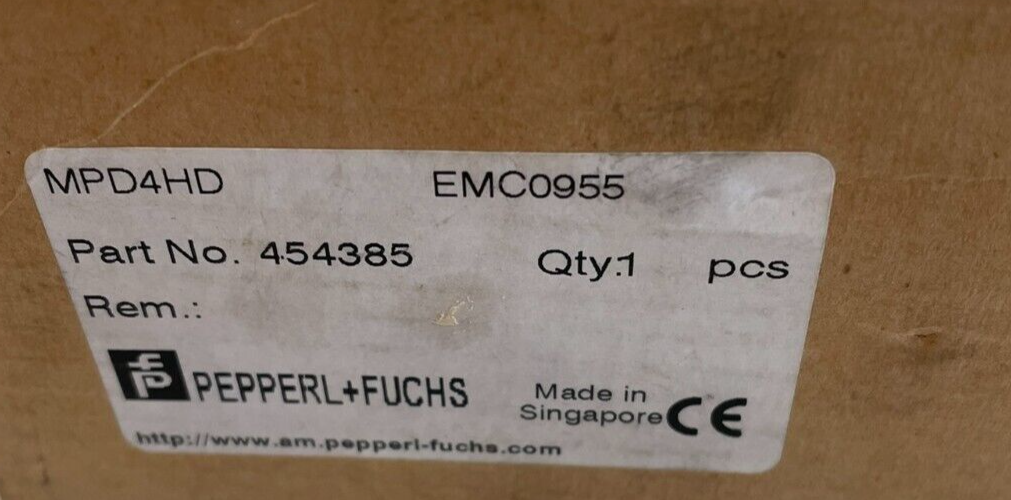 MPD4HD EMC0955
Part No. 454385 Qty:1 pcs
Rem.:
PEPPERL+FUCHS
Made in
Singapore CE
http://www.am.pepperl-fuchs.com